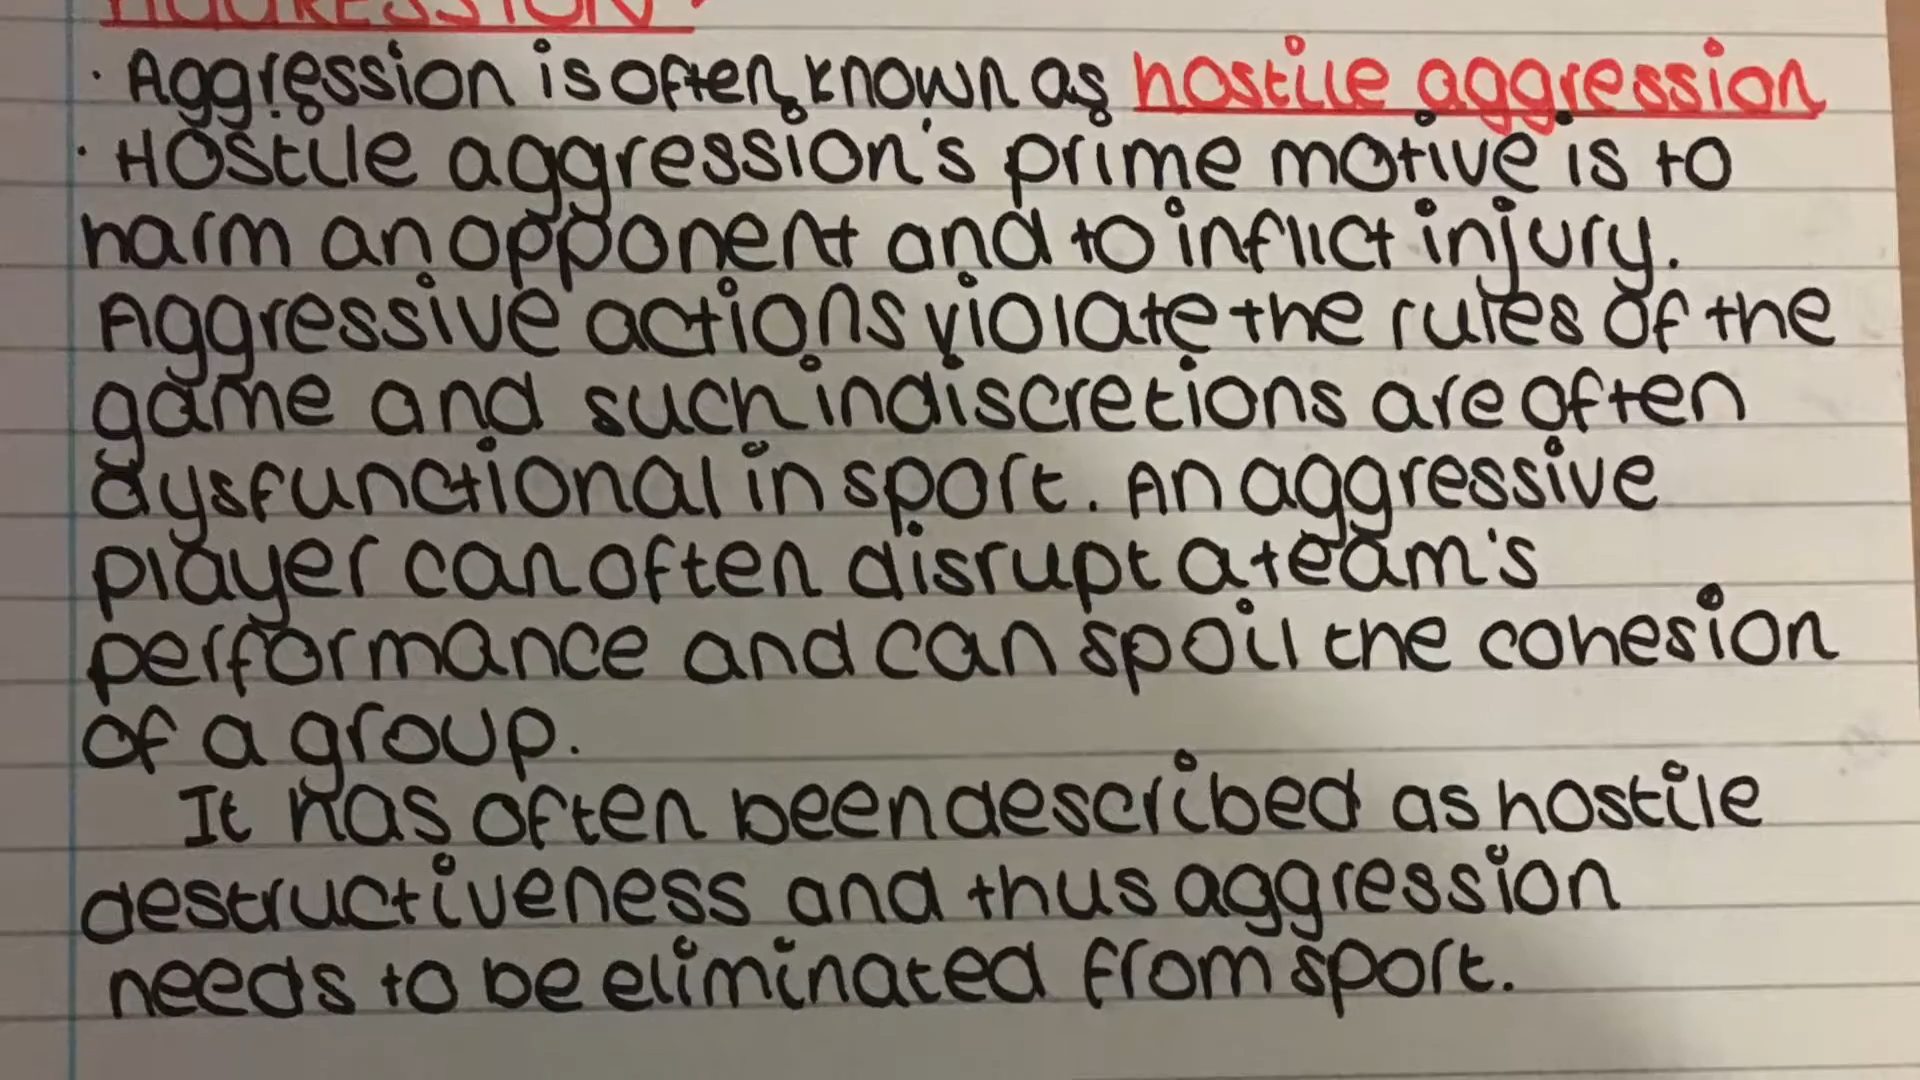 AGGRESSION:
· Aggression is often known as hostile aggression
· Hostile aggression's prime motive is to
harm an opponent and to inflict injury.
Aggressive actions violate the rules of the
game and such indiscretions are often
dysfunctional in sport. An aggressive
player can often disrupt a team's
performance and can spoil the cohesion
of a group.
It has often been described as hostile
destructiveness and thus aggression
needs to be eliminated from sport.